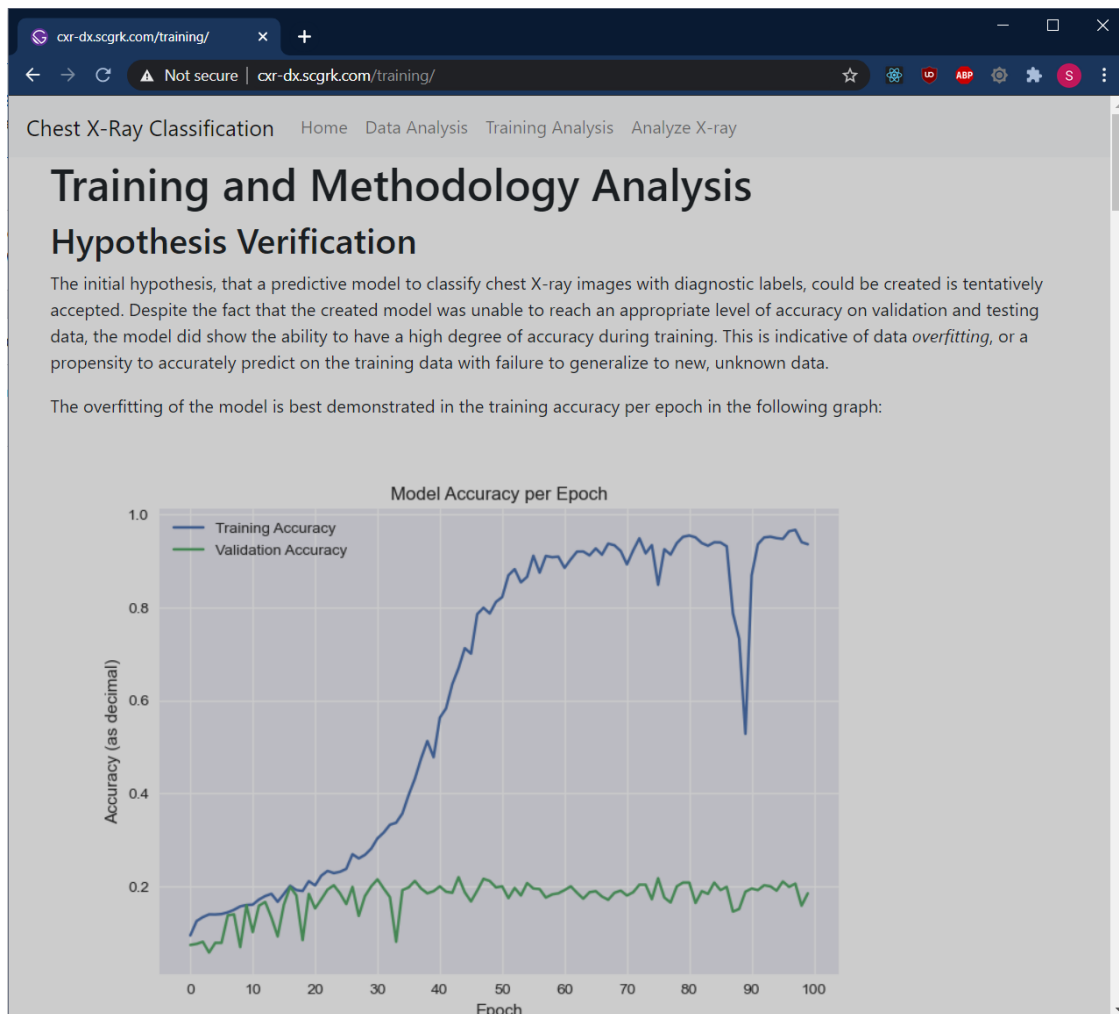 cxr-dx.scgrk.com/training/
Not secure | cxr-dx.scgrk.com/training/
UD
ABP
S
Chest X-Ray Classification Home Data Analysis Training Analysis Analyze X-ray
Training and Methodology Analysis
Hypothesis Verification
The initial hypothesis, that a predictive model to classify chest X-ray images with diagnostic labels, could be created is tentatively
accepted. Despite the fact that the created model was unable to reach an appropriate level of accuracy on validation and testing
data, the model did show the ability to have a high degree of accuracy during training. This is indicative of data overfitting, or a
propensity to accurately predict on the training data with failure to generalize to new, unknown data.
The overfitting of the model is best demonstrated in the training accuracy per epoch in the following graph:
Model Accuracy per Epoch
Training Accuracy
Validation Accuracy
Accuracy (as decimal)
1.0
0.8
0.6
0.4
0.2
0 10 20 30 40 50 60 70 80 90 100
Epoch